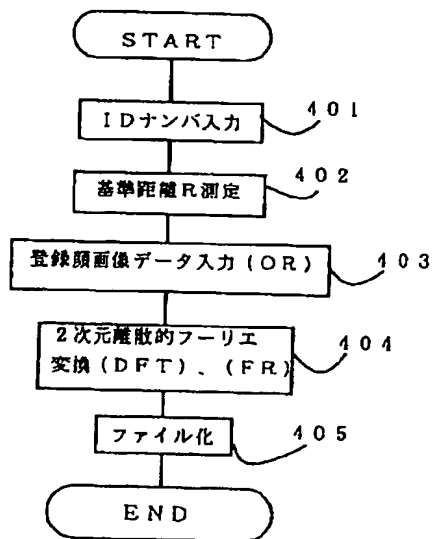 START
IDナンバ入力
401
基準距離R測定
402
登録顔画像データ入力(OR)
403
2次元離散的フーリエ
変換(DFT)、(FR)
404
ファイル化
405
END